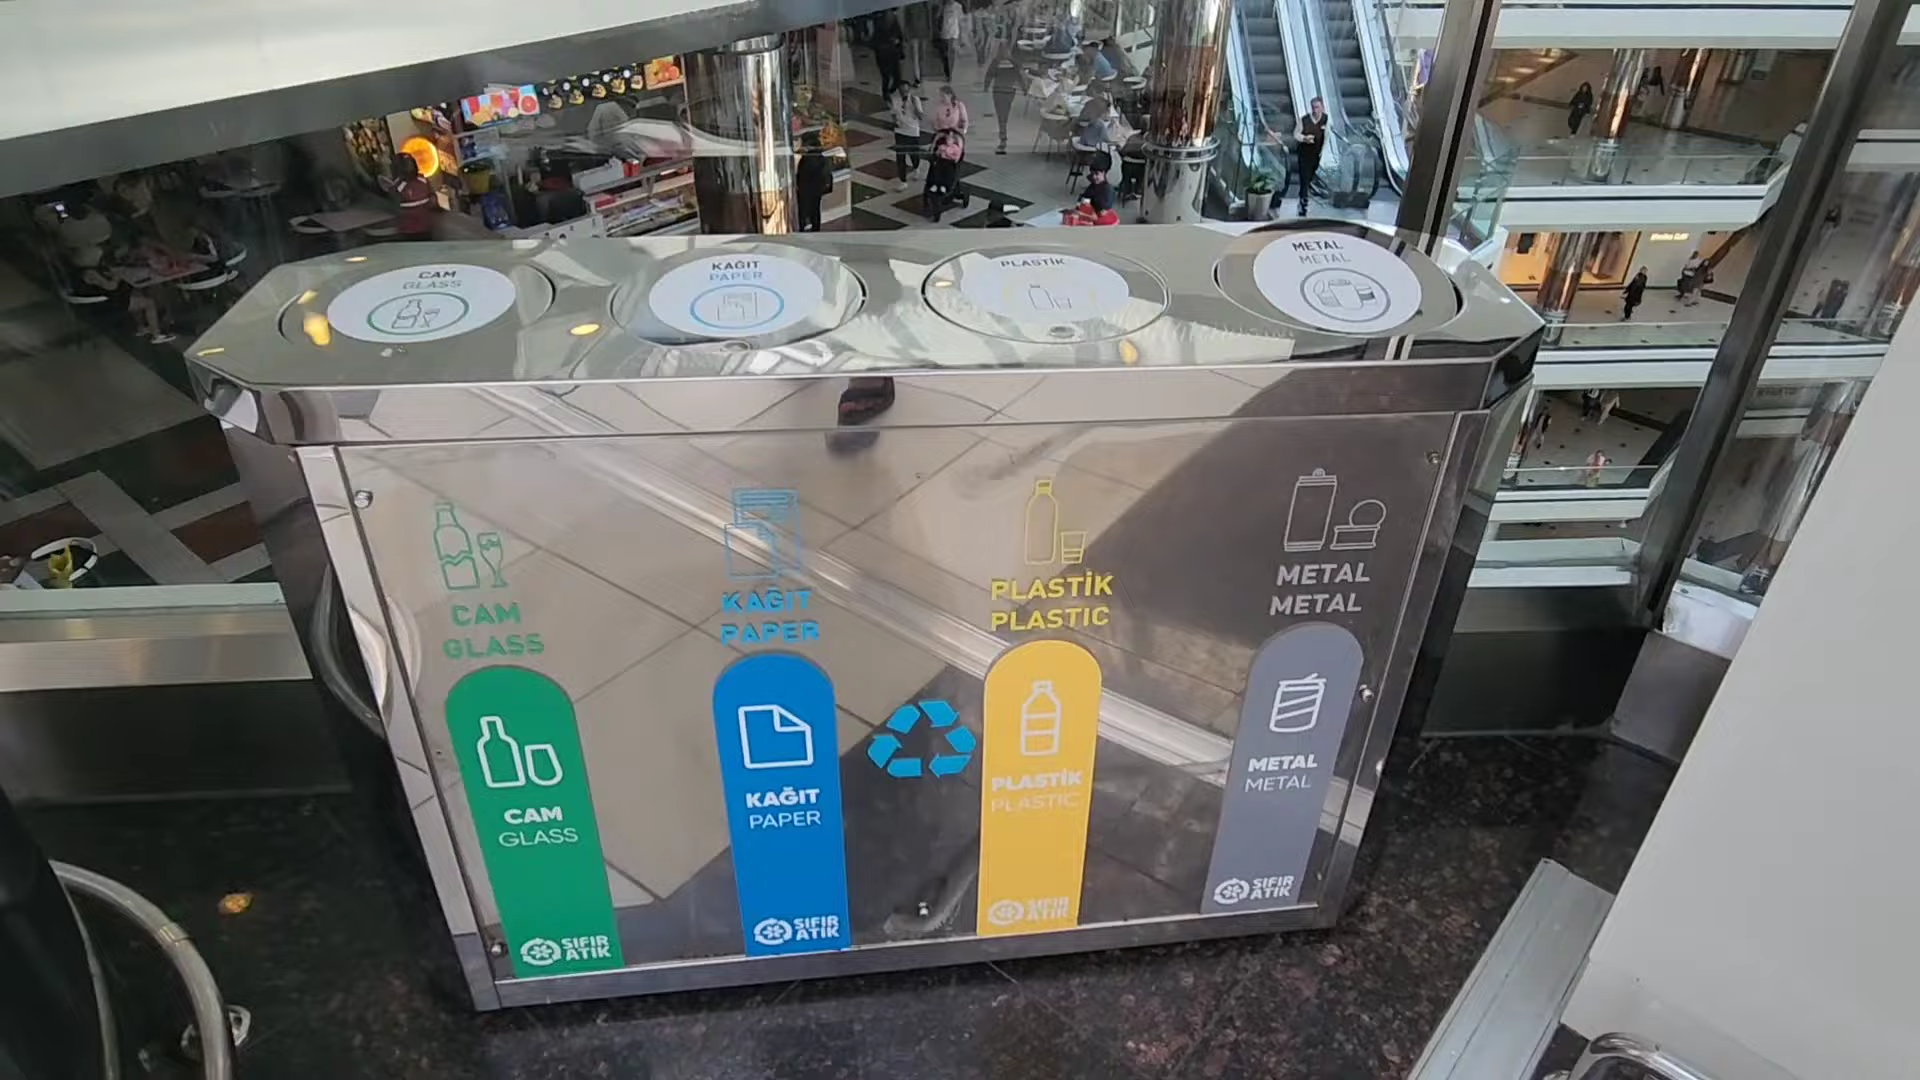 CAM
GLASS
KAĞIT
PAPER
PLASTİK
METAL
METAL
CAM
GLASS
KAĞIT
PAPER
PLASTİK
PLASTIC
METAL
METAL
CAM
GLASS
KAĞIT
PAPER
PLASTİK
PLASTIC
METAL
METAL
SIFIR
ATIK
SIFIR
ATIK
SIFIR
ATIK
SIFIR
ATIK